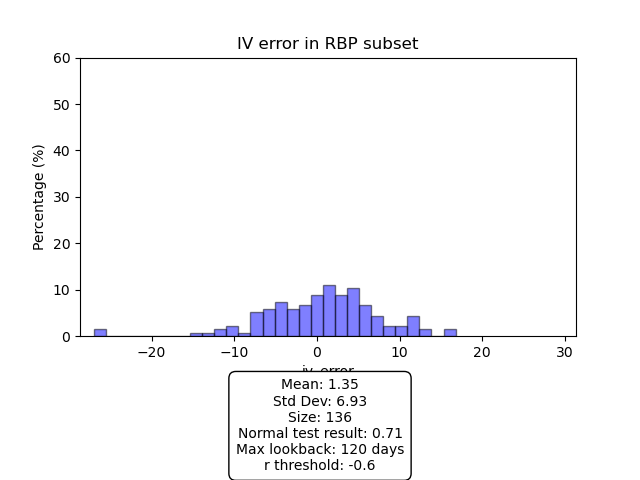 IV error in RBP subset
60
50
40
30
20
10
0
Percentage (%)
−20
−10
0
10
20
30
iv_error
Mean: 1.35
Std Dev: 6.93
Size: 136
Normal test result: 0.71
Max lookback: 120 days
r threshold: -0.6